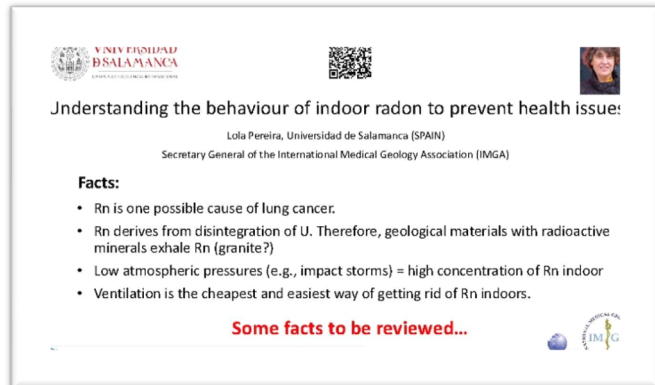 VNiVERSiDAD
D SALAMANCA
Understanding the behaviour of indoor radon to prevent health issues
Lola Pereira, Universidad de Salamanca (SPAIN)
Secretary General of the International Medical Geology Association (IMGA)
Facts:
• Rn is one possible cause of lung cancer.
• Rn derives from disintegration of U. Therefore, geological materials with radioactive
minerals exhale Rn (granite?)
• Low atmospheric pressures (e.g., impact storms) = high concentration of Rn indoor
• Ventilation is the cheapest and easiest way of getting rid of Rn indoors.
Some facts to be reviewed...
IM G